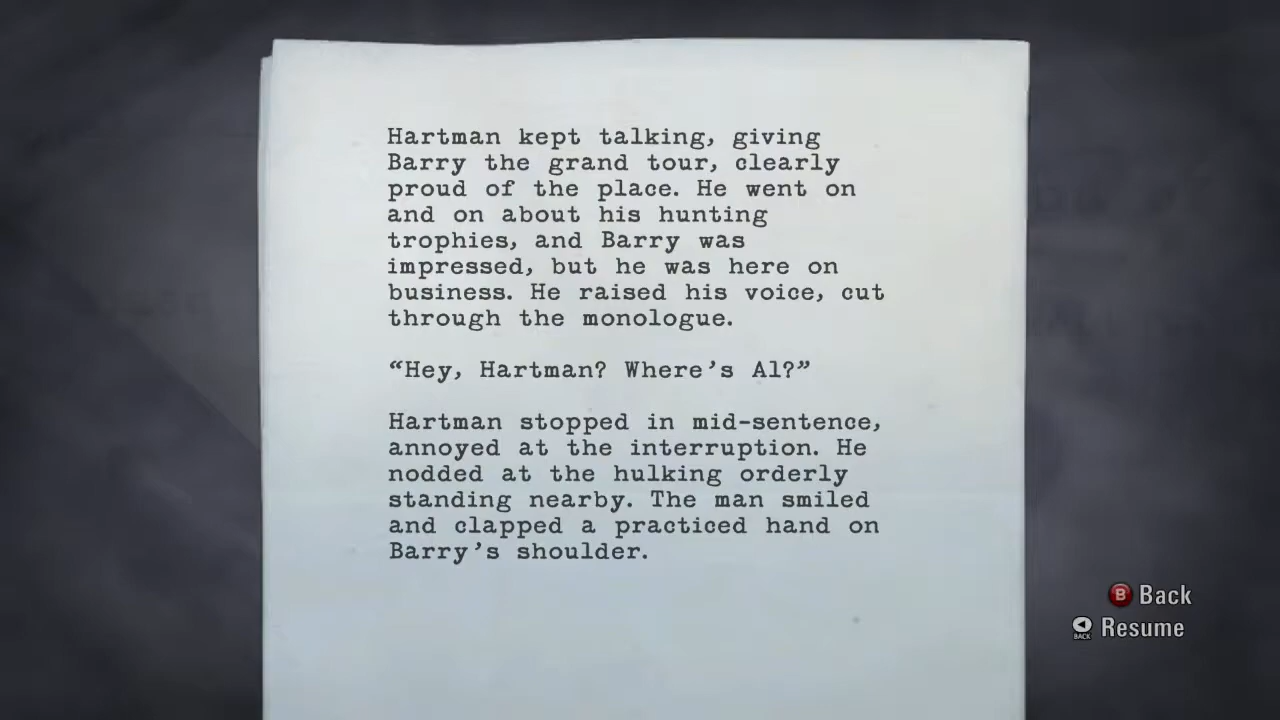 Hartman kept talking, giving
Barry the grand tour, clearly
proud of the place. He went on
and on about his hunting
trophies, and Barry was
impressed, but he was here on
business. He raised his voice, cut
through the monologue.
“Hey, Hartman? Where’s Al?”
Hartman stopped in mid-sentence,
annoyed at the interruption. He
nodded at the hulking orderly
standing nearby. The man smiled
and clapped a practiced hand on
Barry’s shoulder.
B Back
BACK Resume